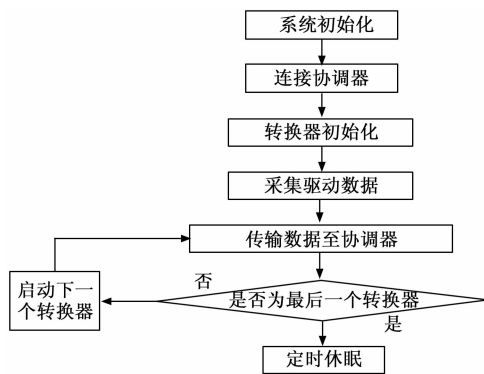 系统初始化
连接协调器
转换器初始化
采集驱动数据
传输数据至协调器
否
启动下一
个转换器
是否为最后一个转换器
是
定时休眠